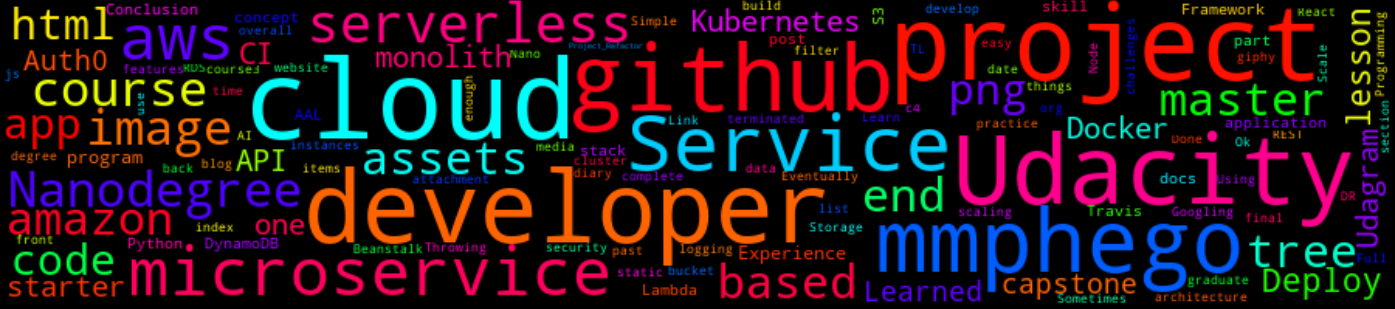 html
Conclusion
aws
concept
overall
serverless
Simple
build
Kubernetes
S3
develop
project
skill
Framework
React
Auth0
CI
monolith
Nano
Project_Refactor
post
filter
TL
easy
Node
challenges
part
giphy
Scale
lesson
Programming
js
features
RDS
course3
website
course
use
time
cloud
enough
github
c4
png
date
things
org
master
section
app
image
AI
AAL
instances
Link
terminated
Learn
practice
Docker
application
REST
Done
Ok
degree
program
back
blog
API
items
assets
media
stack
cluster
diary
Service
complete
data
Eventually
Udacity
docs
Using
DR
Udagram
Nanodegree
attachment
developer
end
list
Storage
amazon
one
index
front
Python
DynamoDB
Beanstalk
Throwing
security
past
logging
Experience
scaling
Travis
Googling
final
mmphego
tree
Full
code
starter
microservice
static
bucket
Lambda
based
Learned
capstone
Sometimes
graduate
architecture
Deploy